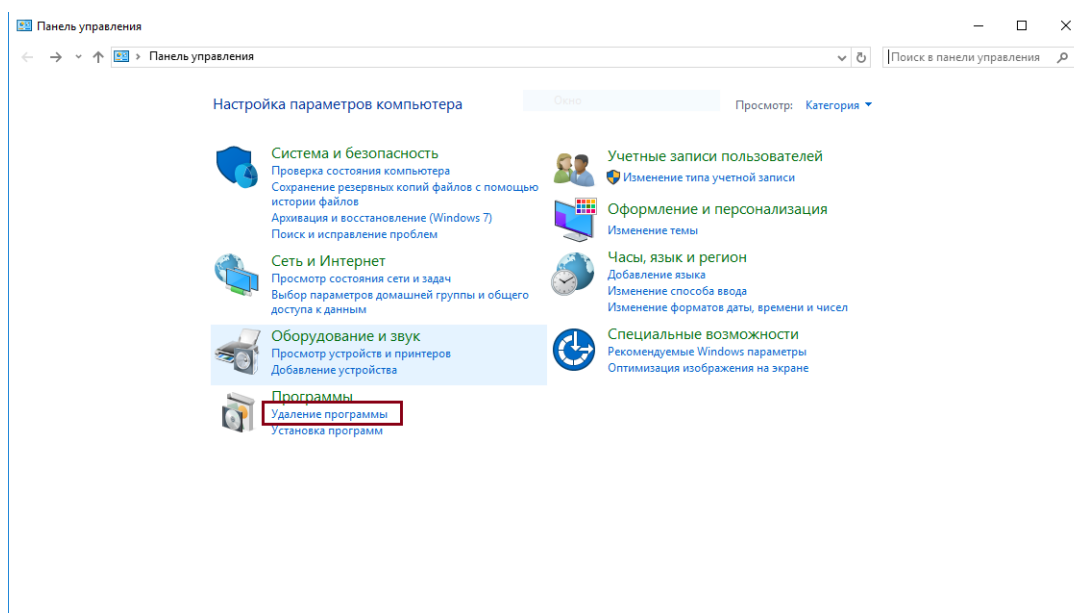 Панель управления
Панель управления
Поиск в панели управления
Настройка параметров компьютера
Окно
Просмотр: Категория
Система и безопасность
Проверка состояния компьютера
Сохранение резервных копий файлов с помощью
истории файлов
Архивация и восстановление (Windows 7)
Поиск и исправление проблем
Сеть и Интернет
Просмотр состояния сети и задач
Выбор параметров домашней группы и общего
доступа к данным
Оборудование и звук
Просмотр устройств и принтеров
Добавление устройства
Программы
Удаление программы
Установка программ
Учетные записи пользователей
Изменение типа учетной записи
Оформление и персонализация
Изменение темы
Часы, язык и регион
Добавление языка
Изменение способа ввода
Изменение форматов даты, времени и чисел
Специальные возможности
Рекомендуемые Windows параметры
Оптимизация изображения на экране